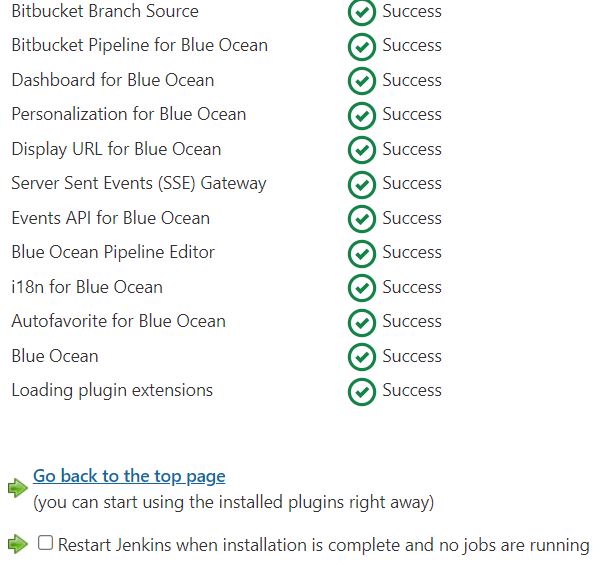 Bitbucket Branch Source Success
Bitbucket Pipeline for Blue Ocean Success
Dashboard for Blue Ocean Success
Personalization for Blue Ocean Success
Display URL for Blue Ocean Success
Server Sent Events (SSE) Gateway Success
Events API for Blue Ocean Success
Blue Ocean Pipeline Editor Success
i18n for Blue Ocean Success
Autofavorite for Blue Ocean Success
Blue Ocean Success
Loading plugin extensions Success
Go back to the top page
(you can start using the installed plugins right away)
Restart Jenkins when installation is complete and no jobs are running